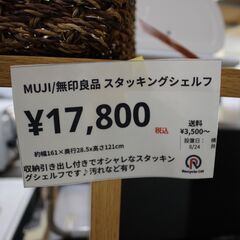 MUJI/無印良品 スタッキングシェルフ
¥17,800
税込
送料
¥3,500~
約幅161×奥行28.5x高さ121cm
8/24
収納引き出し付きでオシャレなスタッキン
グシェルフです♪汚れなど有り